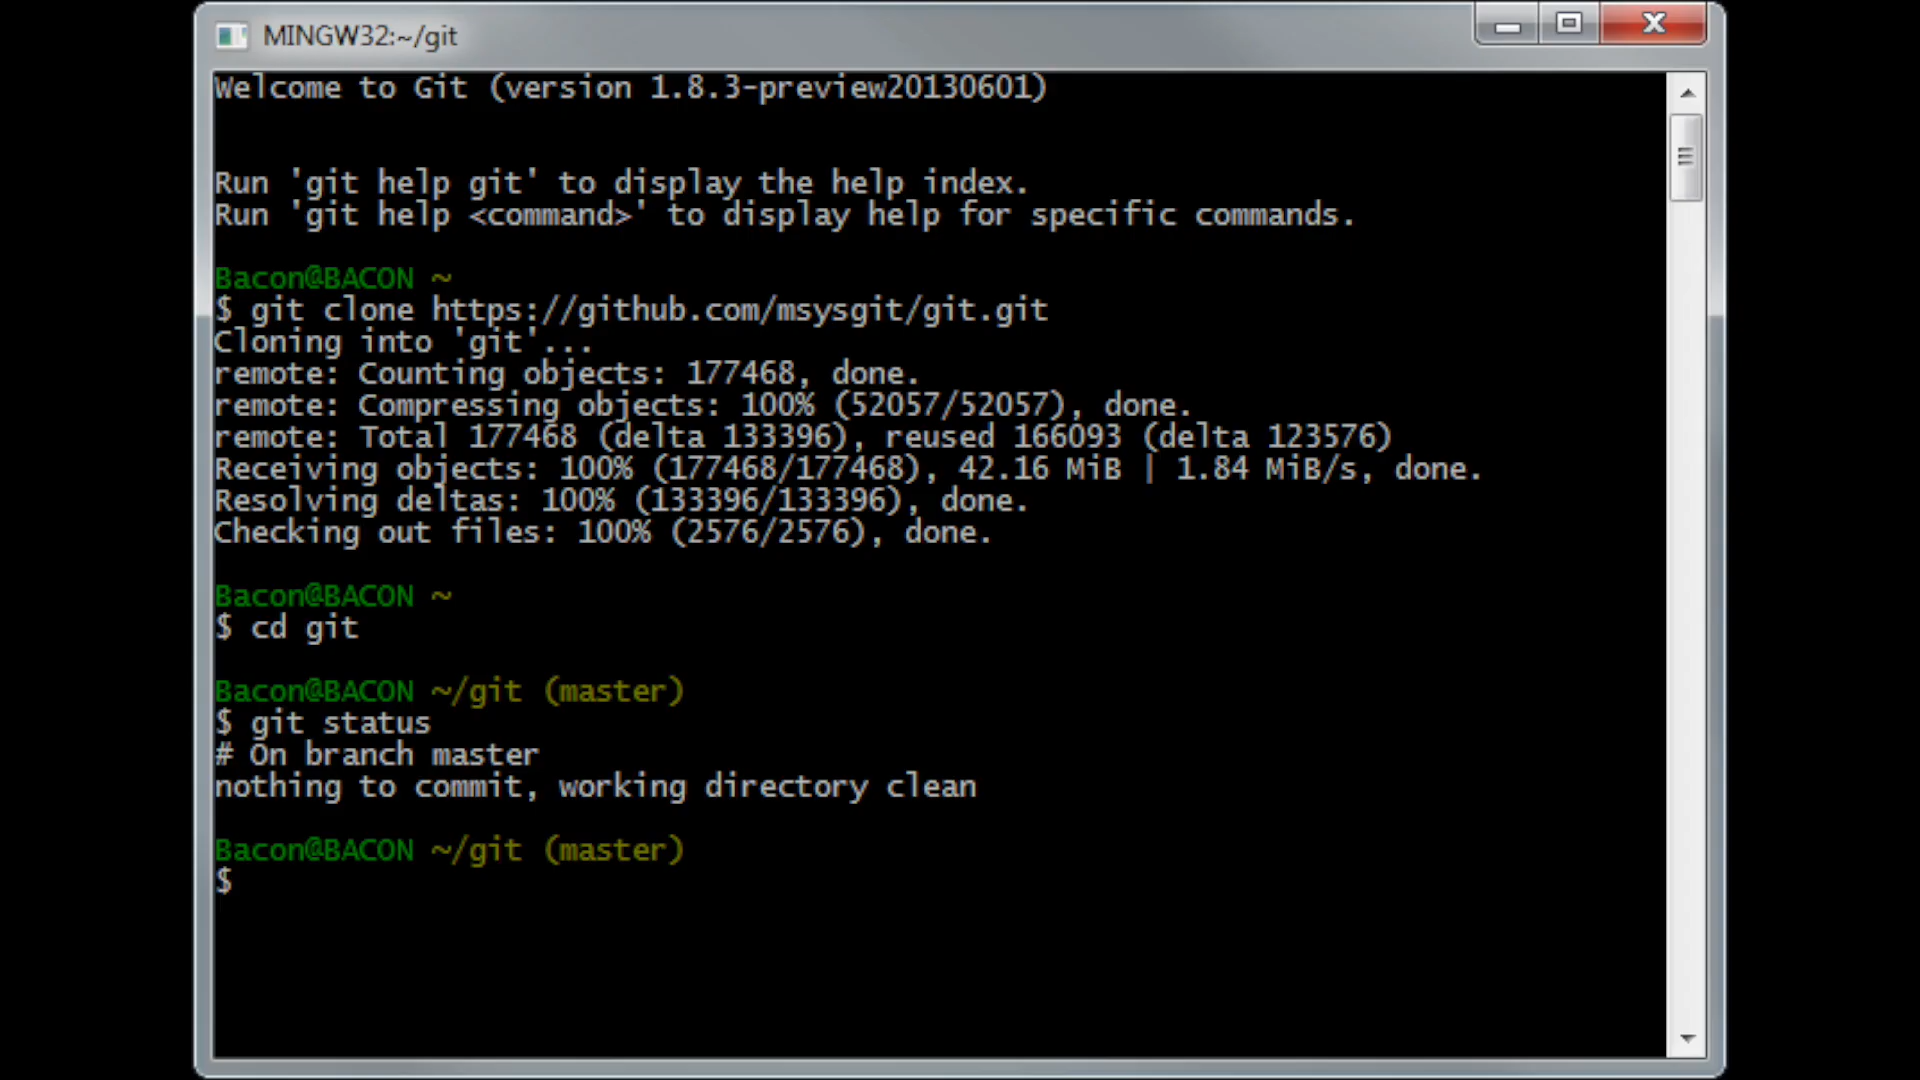 MINGW32:~/git
Welcome to Git (version 1.8.3-preview20130601)
Run 'git help git' to display the help index.
Run 'git help <command>' to display help for specific commands.
Bacon@BACON ~
$ git clone https://github.com/msysgit/git.git
Cloning into 'git'...
remote: Counting objects: 177468, done.
remote: Compressing objects: 100% (52057/52057), done.
remote: Total 177468 (delta 133396), reused 166093 (delta 123576)
Receiving objects: 100% (177468/177468), 42.16 MiB | 1.84 MiB/s, done.
Resolving deltas: 100% (133396/133396), done.
Checking out files: 100% (2576/2576), done.
Bacon@BACON ~
$ cd git
Bacon@BACON ~/git (master)
$ git status
# On branch master
nothing to commit, working directory clean
Bacon@BACON ~/git (master)
$